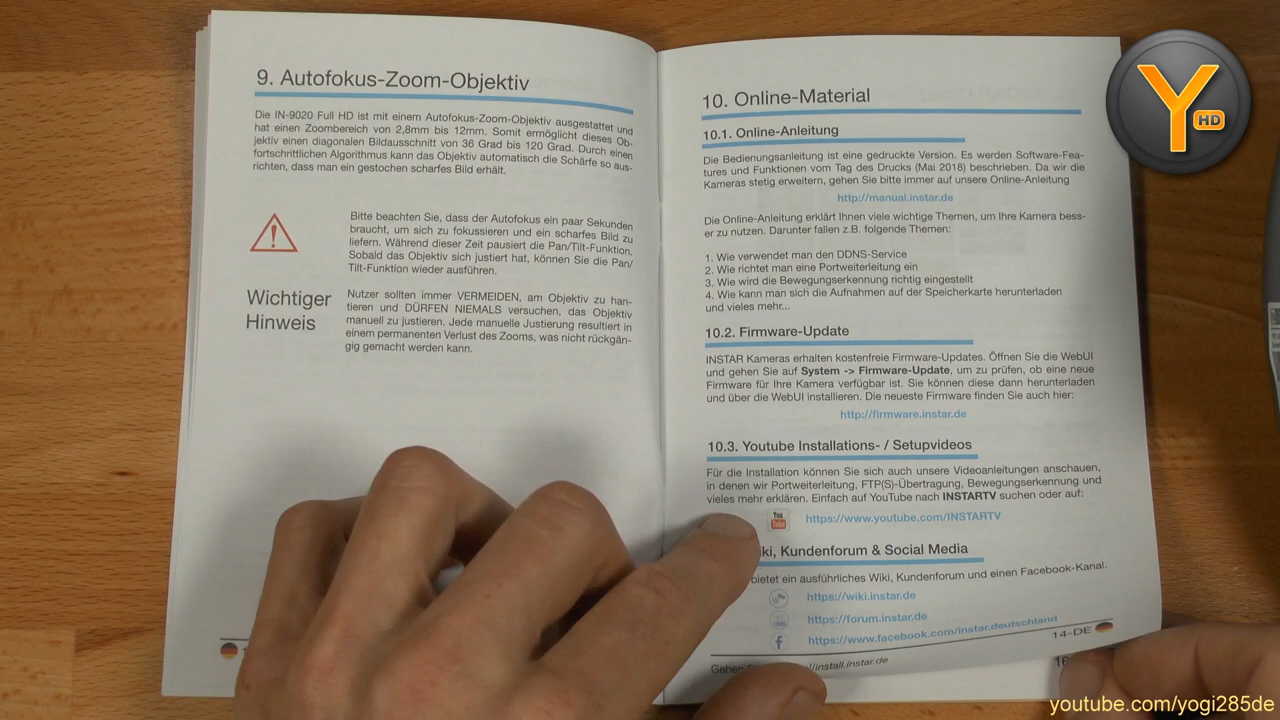 9. Autofokus-Zoom-Objektiv
Die IN-9020 Full HD ist mit einem Autofokus-Zoom-Objektiv ausgestattet und
hat einen Zoombereich von 2,8mm bis 12mm. Somit ermöglicht dieses Ob-
jektiv einen diagonalen Bildausschnitt von 36 Grad bis 120 Grad. Durch einen
fortschrittlichen Algorithmus kann das Objektiv automatisch die Schärfe so aus-
richten, dass man ein gestochen scharfes Bild erhält.
Bitte beachten Sie, dass der Autofokus ein paar Sekunden
braucht, um sich zu fokussieren und ein scharfes Bild zu
liefern. Während dieser Zeit pausiert die Pan/Tilt-Funktion.
Sobald das Objektiv sich justiert hat, können Sie die Pan/
Tilt-Funktion wieder ausführen.
Wichtiger
Hinweis
Nutzer sollten immer VERMEIDEN, am Objektiv zu han-
tieren und DÜRFEN NIEMALS versuchen, das Objektiv
manuell zu justieren. Jede manuelle Justierung resultiert in
einem permanenten Verlust des Zooms, was nicht rückgän-
gig gemacht werden kann.
10. Online-Material
10.1. Online-Anleitung
Die Bedienungsanleitung ist eine gedruckte Version. Es werden Software-Fea-
tures und Funktionen vom Tag des Drucks (Mai 2018) beschrieben. Da wir die
Kameras stetig erweitern, gehen Sie bitte immer auf unsere Online-Anleitung
http://manual.instar.de
Die Online-Anleitung erklärt Ihnen viele wichtige Themen, um Ihre Kamera bess-
er zu nutzen. Darunter fallen z.B. folgende Themen:
1. Wie verwendet man den DDNS-Service
2. Wie richtet man eine Portweiterleitung ein
3. Wie wird die Bewegungserkennung richtig eingestellt
4. Wie kann man sich die Aufnahmen auf der Speicherkarte herunterladen
und vieles mehr...
10.2. Firmware-Update
INSTAR Kameras erhalten kostenfreie Firmware-Updates. Öffnen Sie die WebUI
und gehen Sie auf System -> Firmware-Update, um zu prüfen, ob eine neue
Firmware für Ihre Kamera verfügbar ist. Sie können diese dann herunterladen
und über die WebUI installieren. Die neueste Firmware finden Sie auch hier:
http://firmware.instar.de
10.3. Youtube Installations- / Setupvideos
Für die Installation können Sie sich auch unsere Videoanleitungen anschauen,
in denen wir Portweiterleitung, FTP(S)-Übertragung, Bewegungserkennung und
vieles mehr erklären. Einfach auf YouTube nach INSTARTV suchen oder auf:
You Tube https://www.youtube.com/INSTARTV
iki, Kundenforum & Social Media
bietet ein ausführliches Wiki, Kundenforum und einen Facebook-Kanal.
https://wiki.instar.de
https://forum.instar.de
f https://www.facebook.com/instar.deutschland
14-DE
Gehen /install.instar.de
16
Y HD
youtube.com/yogi285de